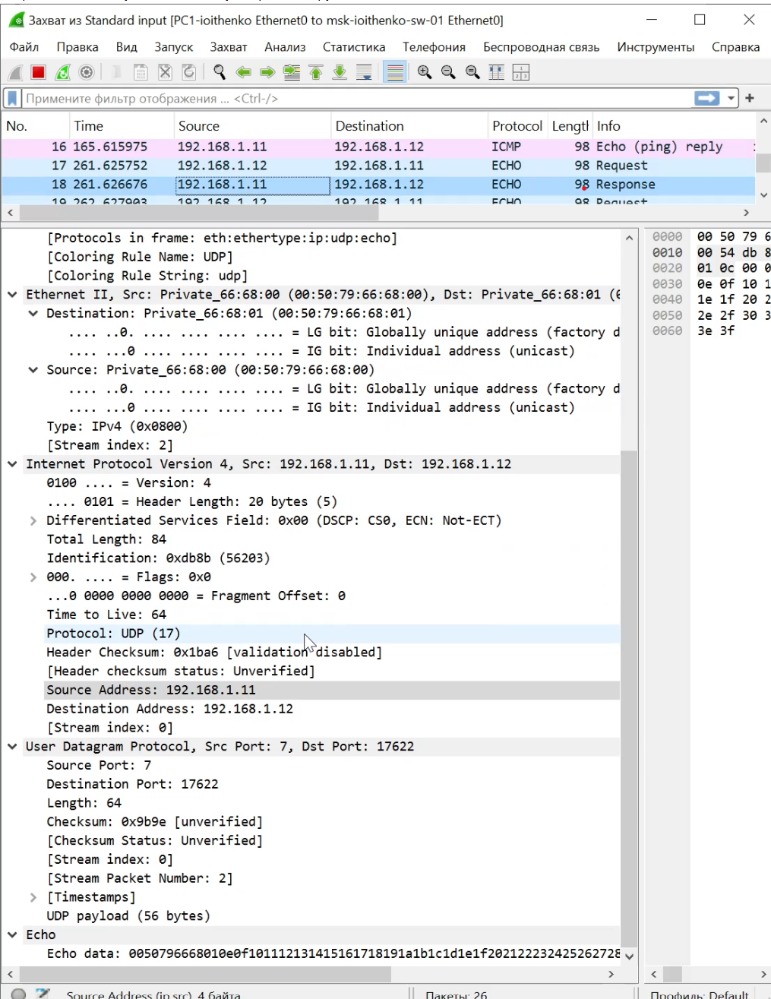 Захват из Standard input [PC1-ioithenko Ethernet0 to msk-ioithenko-sw-01 Ethernet0]
Файл Правка Вид Запуск Захват Анализ Статистика Телефония Беспроводная связь Инструменты Справка
Примените фильтр отображения ... <Ctrl-/>
No. Time Source Destination Protocol Length Info
16 165.615975 192.168.1.11 192.168.1.12 ICMP 98 Echo (ping) reply
17 261.625752 192.168.1.12 192.168.1.11 ECHO 98 Request
18 261.626676 192.168.1.11 192.168.1.12 ECHO 98 Response
19 262.627903 192.168.1.12 192.168.1.11 ECHO 98 Request
[Protocols in frame: eth:ethertype:ip:udp:echo]
[Coloring Rule Name: UDP]
[Coloring Rule String: udp]
Ethernet II, Src: Private_66:68:00 (00:50:79:66:68:00), Dst: Private_66:68:01 (0
Destination: Private_66:68:01 (00:50:79:66:68:01)
.... ..0. .... .... .... .... = LG bit: Globally unique address (factory d
.... ...0 .... .... .... .... = IG bit: Individual address (unicast)
Source: Private_66:68:00 (00:50:79:66:68:00)
.... ..0. .... .... .... .... = LG bit: Globally unique address (factory d
.... ...0 .... .... .... .... = IG bit: Individual address (unicast)
Type: IPv4 (0x0800)
[Stream index: 2]
Internet Protocol Version 4, Src: 192.168.1.11, Dst: 192.168.1.12
0100 .... = Version: 4
.... 0101 = Header Length: 20 bytes (5)
Differentiated Services Field: 0x00 (DSCP: CS0, ECN: Not-ECT)
Total Length: 84
Identification: 0xdb8b (56203)
000. .... = Flags: 0x0
...0 0000 0000 0000 = Fragment Offset: 0
Time to Live: 64
Protocol: UDP (17)
Header Checksum: 0x1ba6 [validation disabled]
[Header checksum status: Unverified]
Source Address: 192.168.1.11
Destination Address: 192.168.1.12
[Stream index: 0]
User Datagram Protocol, Src Port: 7, Dst Port: 17622
Source Port: 7
Destination Port: 17622
Length: 64
Checksum: 0x9b9e [unverified]
[Checksum Status: Unverified]
[Stream index: 0]
[Stream Packet Number: 2]
[Timestamps]
UDP payload (56 bytes)
Echo
Echo data: 0050796668010e0f101112131415161718191a1b1c1d1e1f202122232425262728
0000 00 50 79 6
0010 00 54 db 8
0020 01 0c 00 0
0030 0e 0f 10 1
0040 1e 1f 20 2
0050 2e 2f 30 3
0060 3e 3f
Source Address (ip.src), 4 байта Пакеты: 26 Профиль: Default